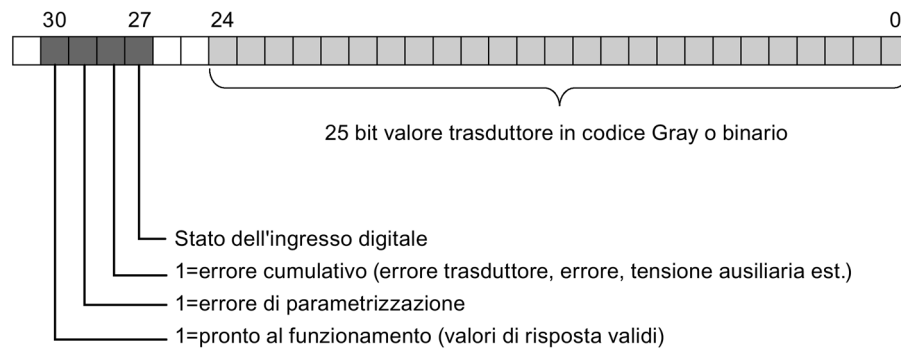 30 27 24 0
25 bit valore trasduttore in codice Gray o binario
Stato dell'ingresso digitale
1=errore cumulativo (errore trasduttore, errore, tensione ausiliaria est.)
1=errore di parametrizzazione
1=pronto al funzionamento (valori di risposta validi)